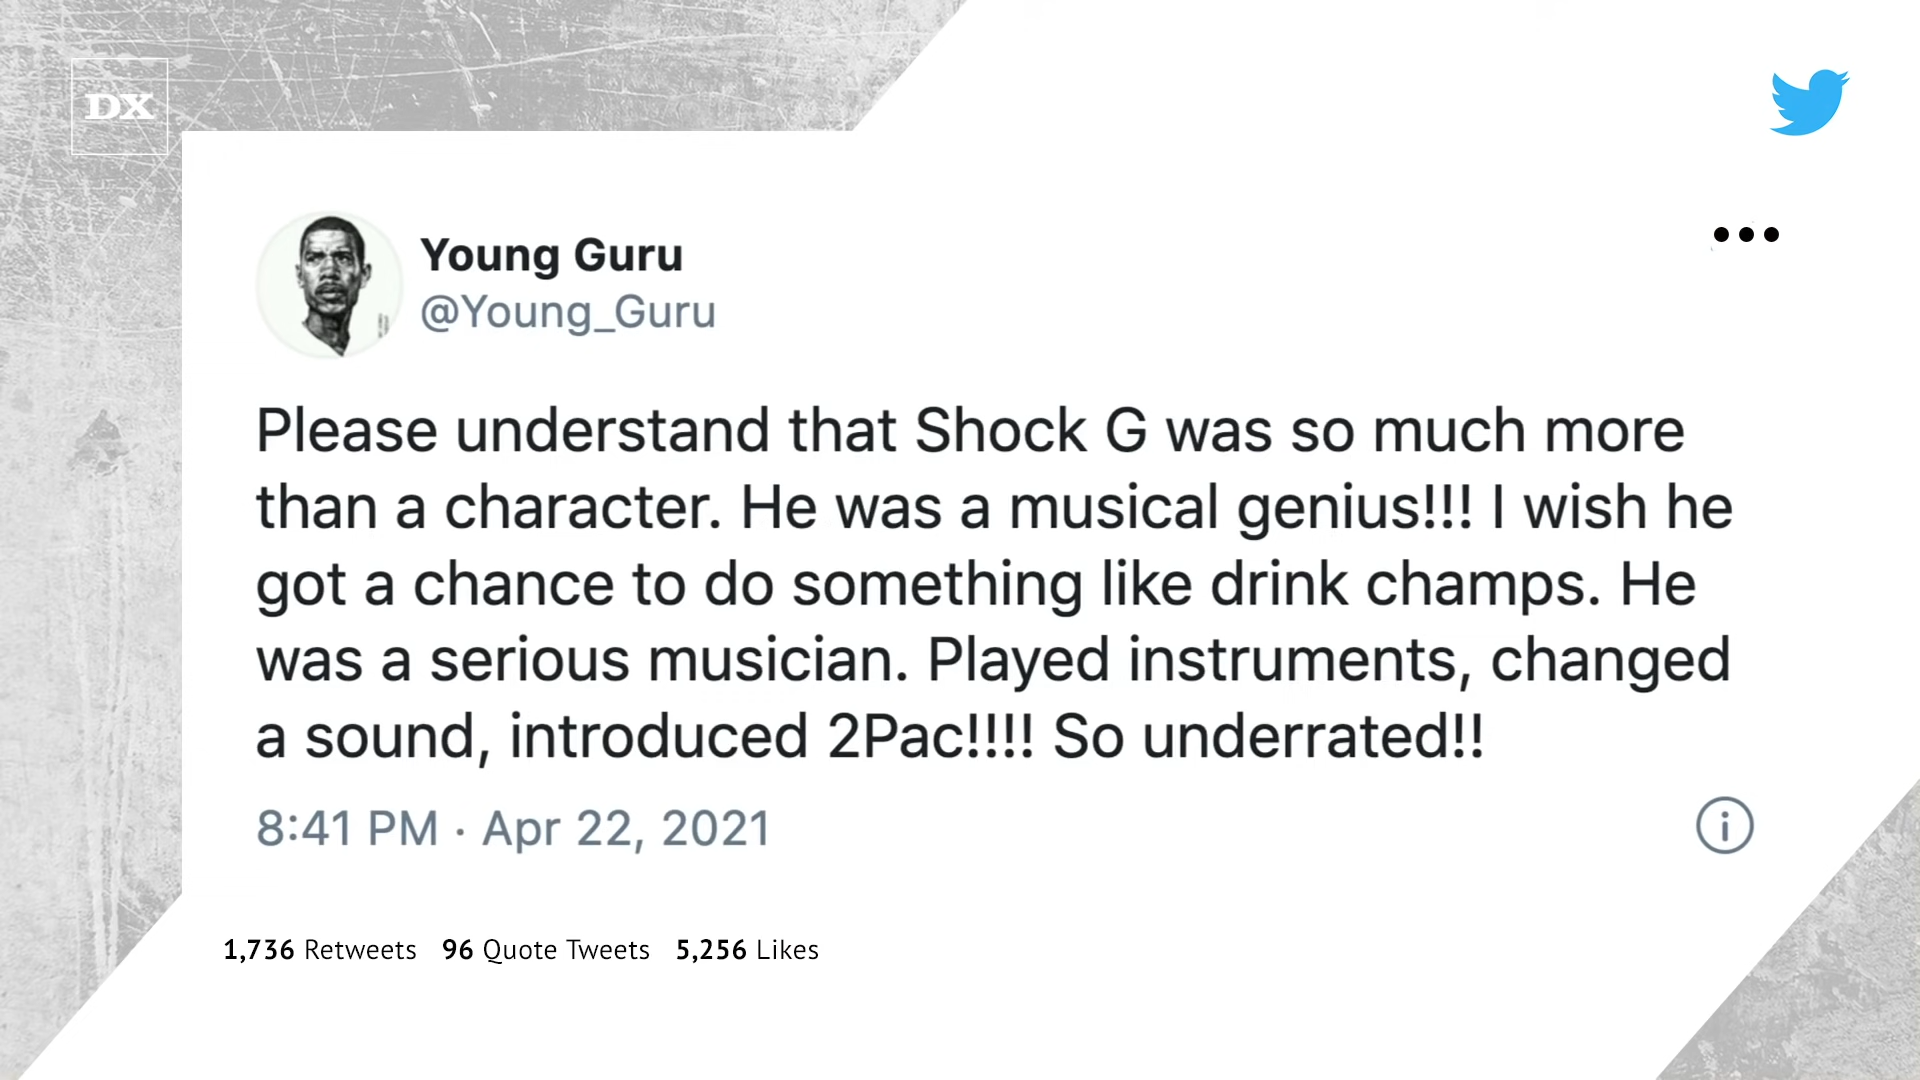 DX
Young Guru
@Young_Guru
Please understand that Shock G was so much more
than a character. He was a musical genius!!! I wish he
got a chance to do something like drink champs. He
was a serious musician. Played instruments, changed
a sound, introduced 2Pac!!!! So underrated!!
8:41 PM · Apr 22, 2021
1,736 Retweets 96 Quote Tweets 5,256 Likes